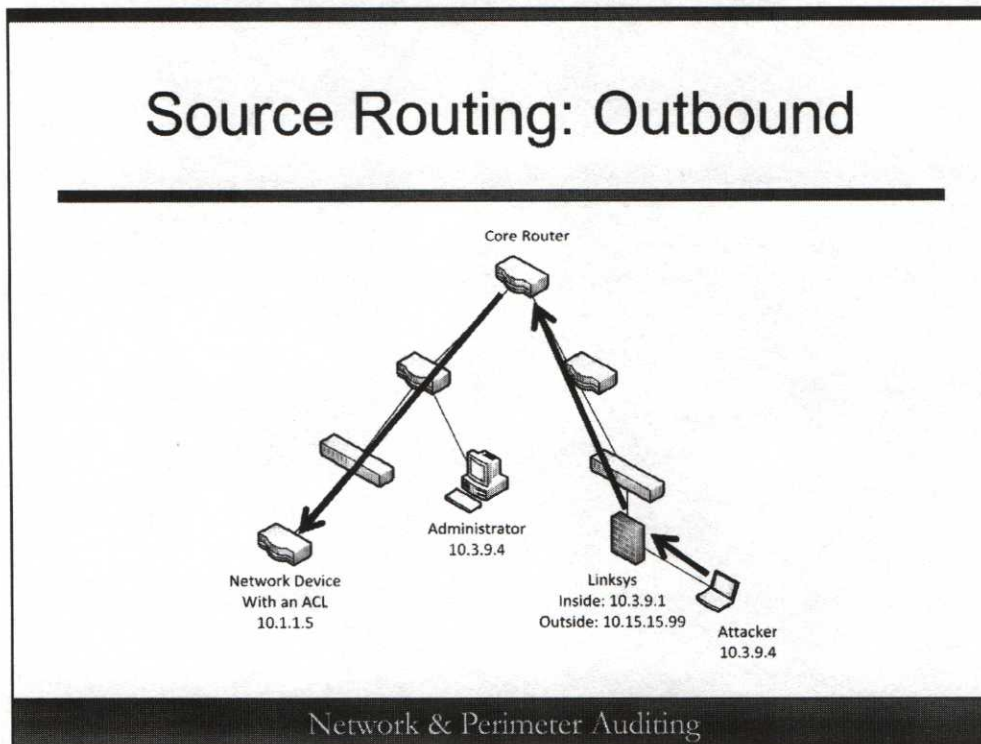 Source Routing: Outbound
Core Router
Administrator
10.3.9.4
Network Device
With an ACL
10.1.1.5
Linksys
Inside: 10.3.9.1
Outside: 10.15.15.99
Attacker
10.3.9.4
Network & Perimeter Auditing